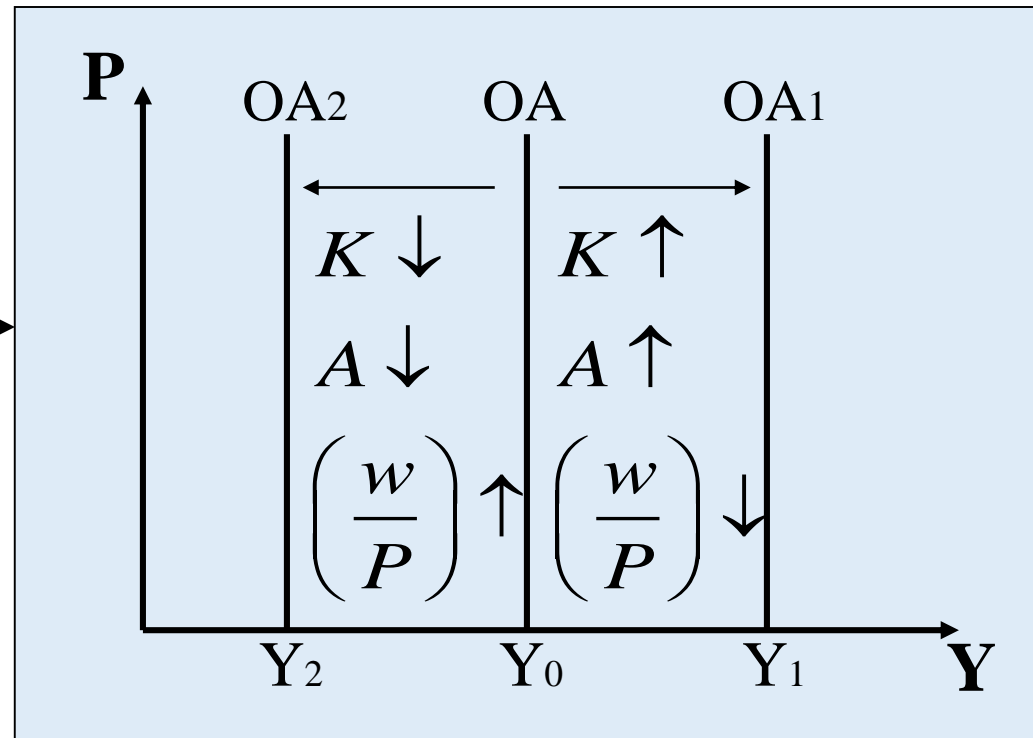 P
OA2 OA OA1
K ↓ K ↑
A ↓ A ↑
(w/P) ↑ (w/P) ↓
Y2 Y0 Y1 Y